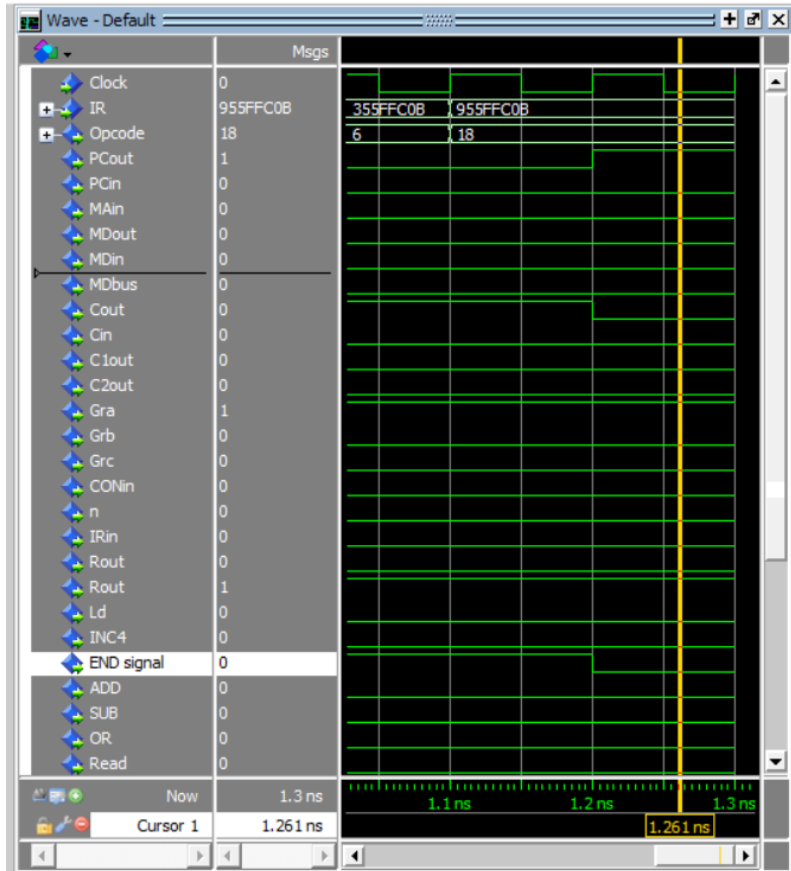 Wave - Default
Msgs
Clock 0
IR 955FFC0B 355FFC0B 955FFC0B
Opcode 18 6 18
PCout 1
PCin 0
MAin 0
MDout 0
MDin 0
MDbus 0
Cout 0
Cin 0
C1out 0
C2out 0
Gra 1
Grb 0
Grc 0
CONin 0
n 0
IRin 0
Rout 0
Rout 1
Ld 0
INC4 0
END signal 0
ADD 0
SUB 0
OR 0
Read 0
Now 1.3 ns 1.1 ns 1.2 ns 1.3 ns
Cursor 1 1.261 ns 1.261 ns